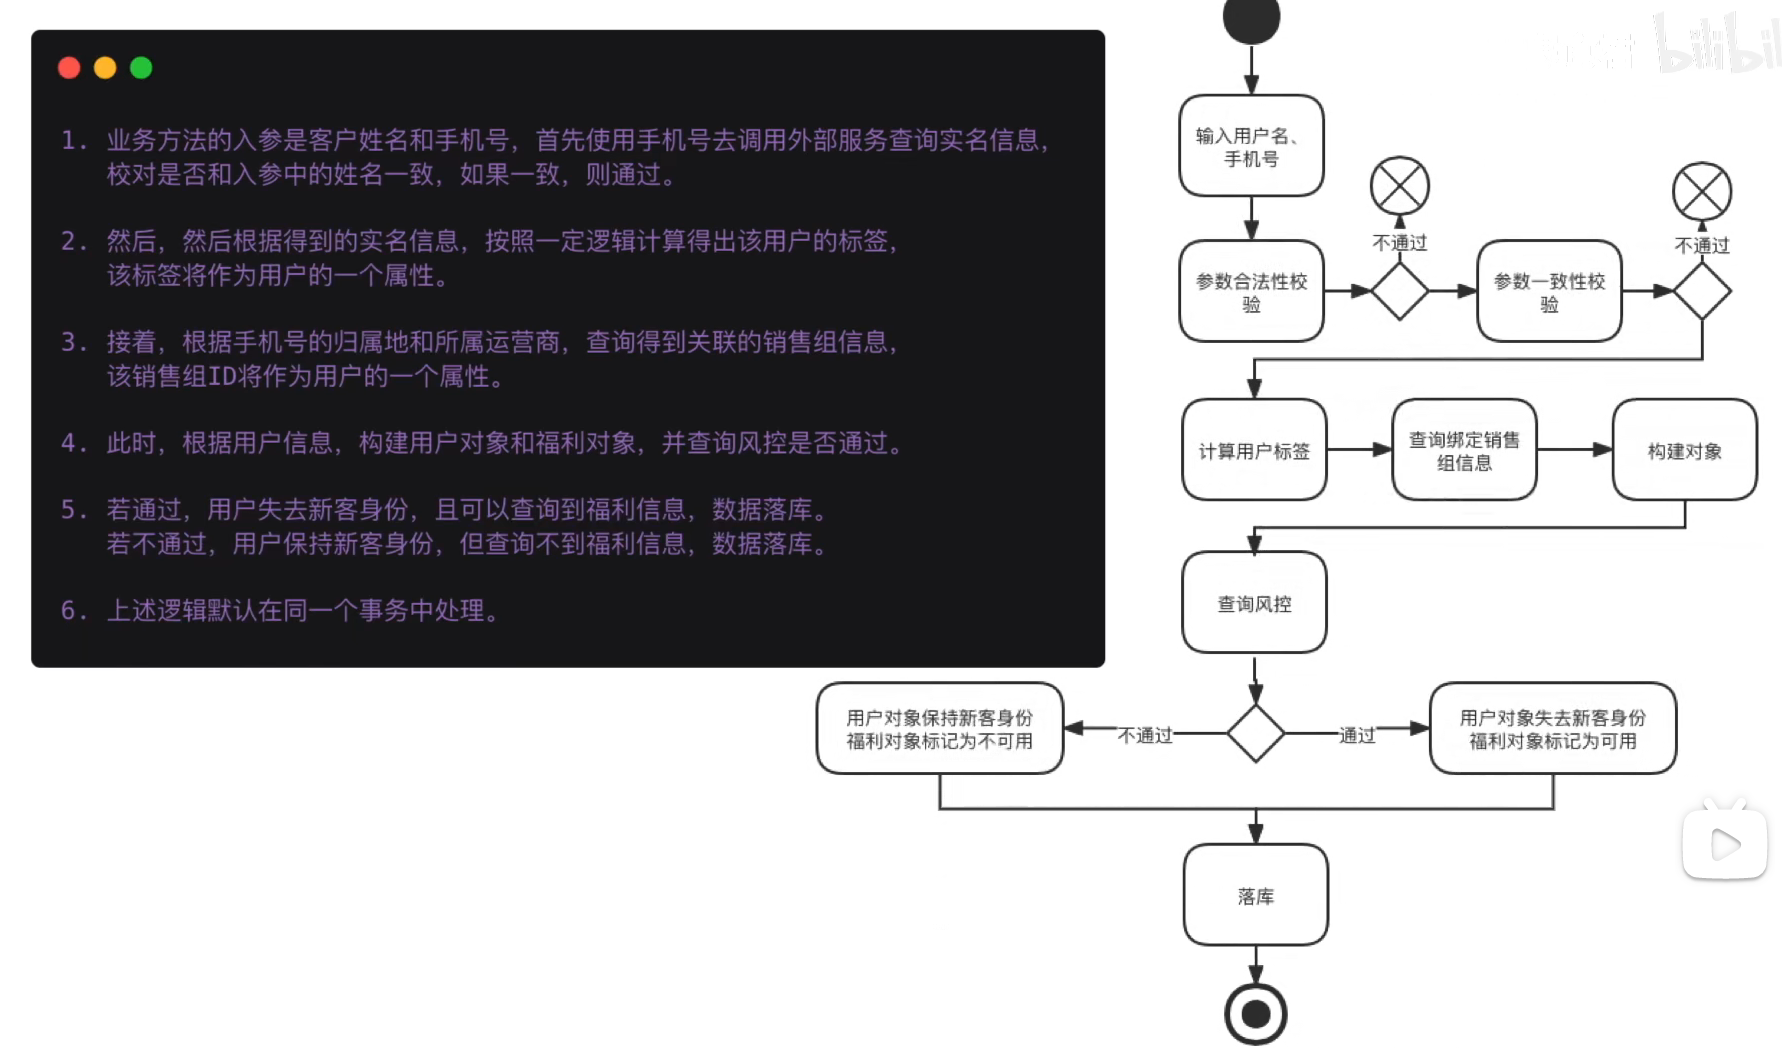 1. 业务方法的入参是客户姓名和手机号，首先使用手机号去调用外部服务查询实名信息，
校对是否和入参中的姓名一致，如果一致，则通过。
2. 然后，然后根据得到的实名信息，按照一定逻辑计算得出该用户的标签，
该标签将作为用户的一个属性。
3. 接着，根据手机号的归属地和所属运营商，查询得到关联的销售组信息，
该销售组ID将作为用户的一个属性。
4. 此时，根据用户信息，构建用户对象和福利对象，并查询风控是否通过。
5. 若通过，用户失去新客身份，且可以查询到福利信息，数据落库。
若不通过，用户保持新客身份，但查询不到福利信息，数据落库。
6. 上述逻辑默认在同一个事务中处理。
bilibili
输入用户名、
手机号
不通过
不通过
参数合法性校
验
参数一致性校
验
计算用户标签
查询绑定销售
组信息
构建对象
查询风控
用户对象保持新客身份
福利对象标记为不可用
不通过
通过
用户对象失去新客身份
福利对象标记为可用
落库